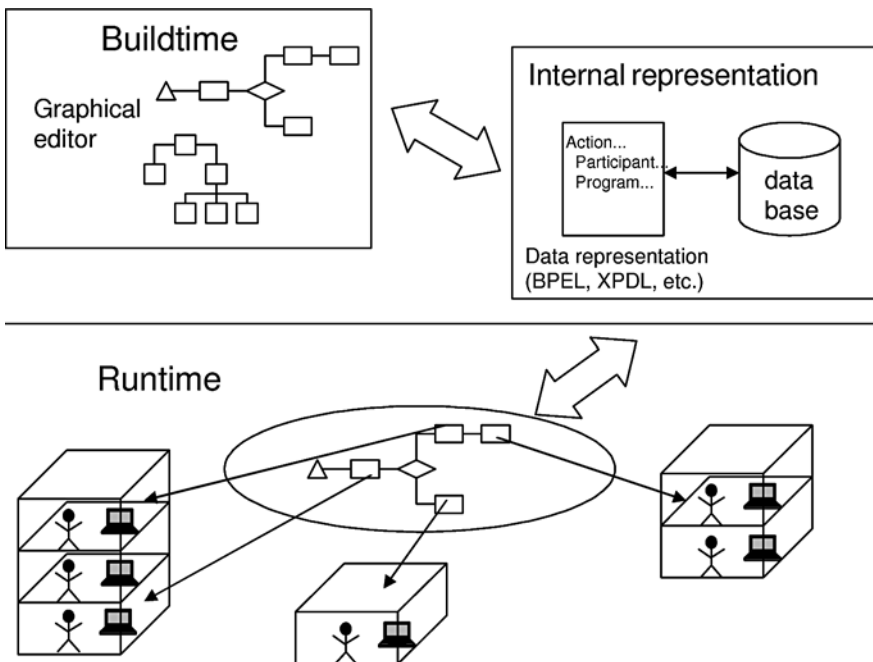 Buildtime
Graphical
editor
Internal representation
Action...
Participant...
Program...
data
base
Data representation
(BPEL, XPDL, etc.)
Runtime